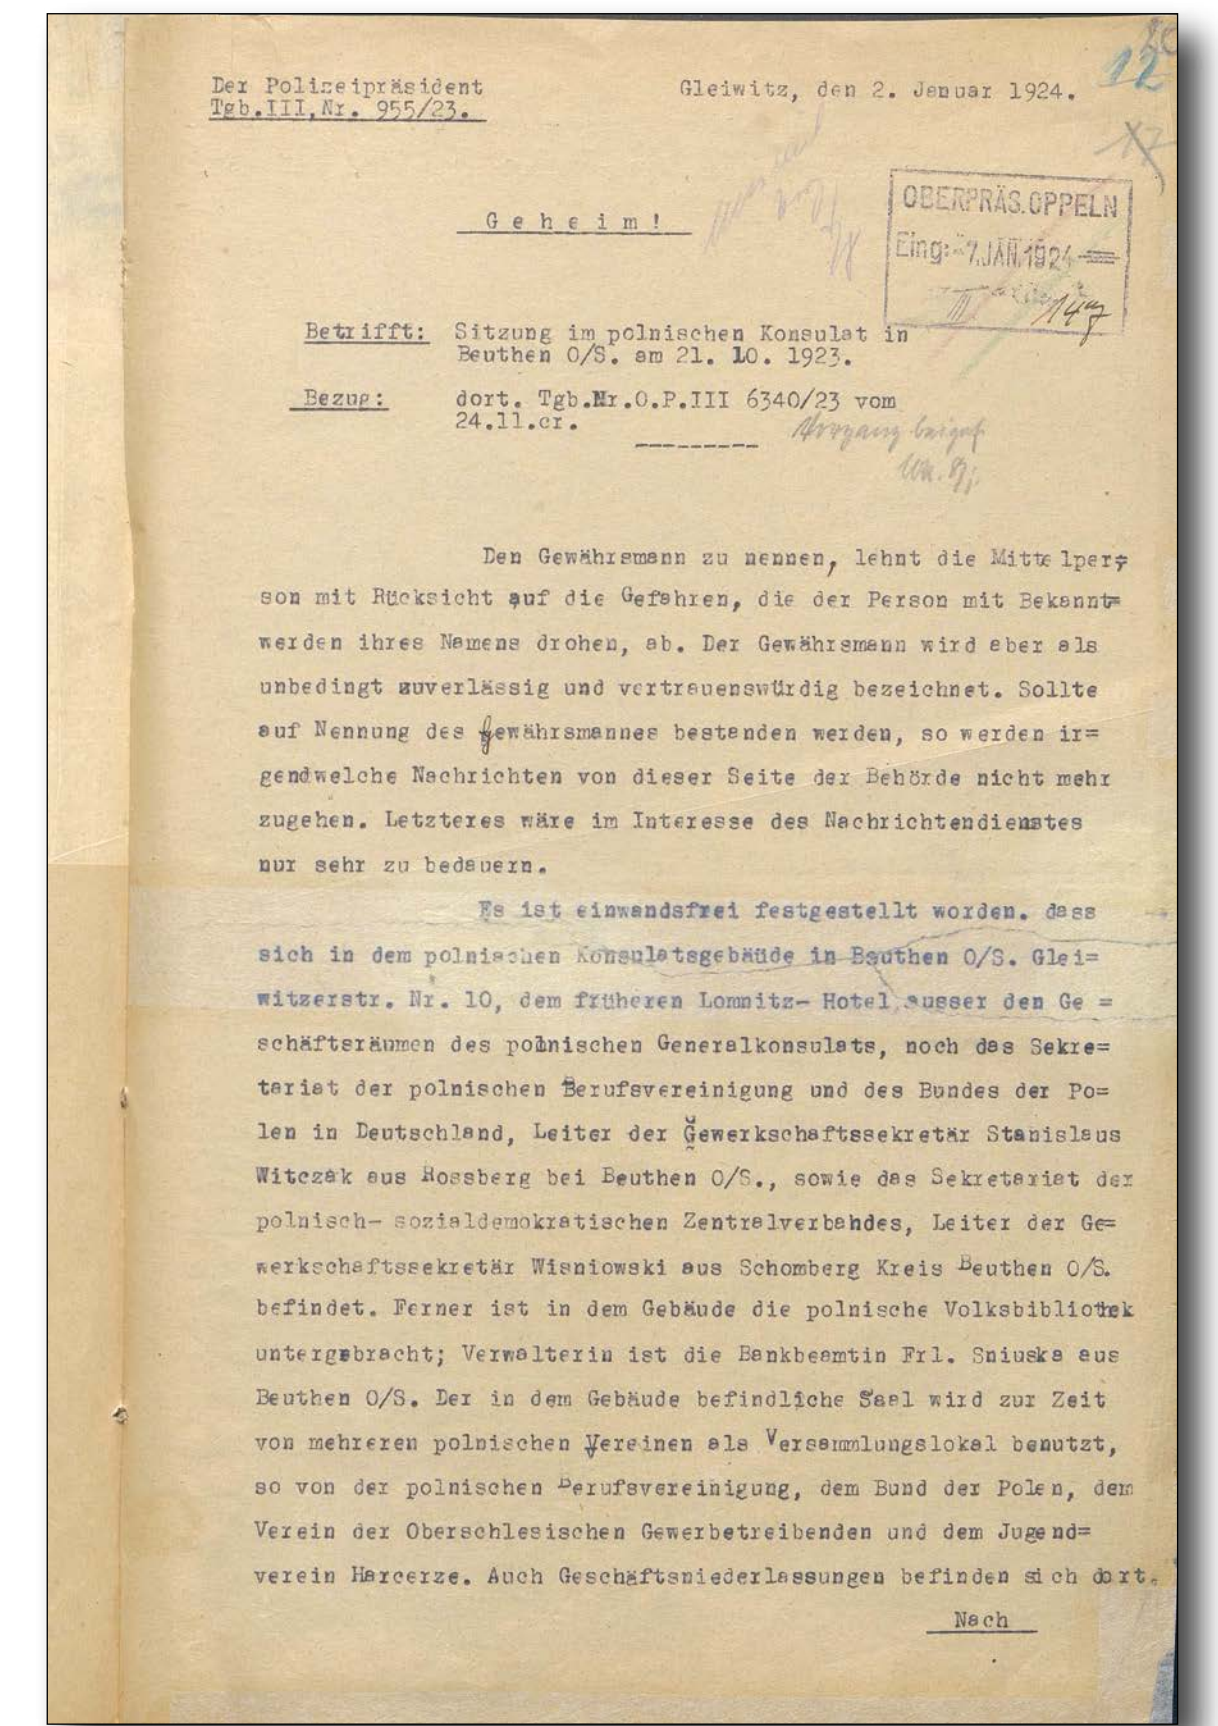 12
Der Polizeipräsident
Tgb.III,Nr. 955/23.
Gleiwitz, den 2. Januar 1924.
17
OBERPRÄS.OPPELN
Eing: 7.JAN.1924
III
Geheim!
Betrifft: Sitzung im polnischen Konsulat in
Beuthen O/S. am 21. 10. 1923.
Bezug: dort. Tgb.Nr.O.P.III 6340/23 vom
24.11.cr.
Vorgang
Den Gewährsmann zu nennen, lehnt die Mittelper=
son mit Rücksicht auf die Gefahren, die der Person mit Bekannt=
werden ihres Namens drohen, ab. Der Gewährsmann wird aber als
unbedingt zuverlässig und vertrauenswürdig bezeichnet. Sollte
auf Nennung des Gewährsmannes bestanden werden, so werden ir=
gendwelche Nachrichten von dieser Seite der Behörde nicht mehr
zugehen. Letzteres wäre im Interesse des Nachrichtendienstes
nur sehr zu bedauern.
Es ist einwandsfrei festgestellt worden. dass
sich in dem polnischen Konsulatsgebäude in Beuthen O/S. Glei=
witzerstr. Nr. 10, dem früheren Lomnitz- Hotel ausser den Ge =
schäftsräumen des polnischen Generalkonsulats, noch das Sekre=
tariat der polnischen Berufsvereinigung und des Bundes der Po=
len in Deutschland, Leiter der Gewerkschaftssekretär Stanislaus
Witczak aus Rossberg bei Beuthen O/S., sowie das Sekretariat der
polnisch- sozialdemokratischen Zentralverbandes, Leiter der Ge=
werkschaftssekretär Wisniowski aus Schomberg Kreis Beuthen O/S.
befindet. Ferner ist in dem Gebäude die polnische Volksbibliothek
untergebracht; Verwalterin ist die Bankbeamtin Frl. Sniuska aus
Beuthen O/S. Der in dem Gebäude befindliche Saal wird zur Zeit
von mehreren polnischen Vereinen als Versammlungslokal benutzt,
so von der polnischen Berufsvereinigung, dem Bund der Polen, dem
Verein der Oberschlesischen Gewerbetreibenden und dem Jugend=
verein Harcerze. Auch Geschäftsniederlassungen befinden sich dort.
Nach